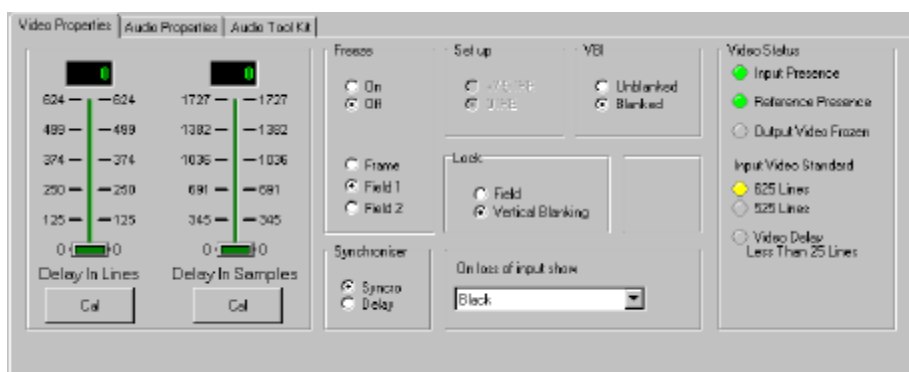 Video Properties Audio Properties Audio Tool Kit
0 0
624 624 1727 1727
499 499 1382 1382
374 374 1036 1036
250 250 691 691
125 125 345 345
0 0 0 0
Delay In Lines Delay In Samples
Cal Cal
Freeze
On
Off
Frame
Field 1
Field 2
Set up
0 IRE
VBI
Unblanked
Blanked
Lock
Field
Vertical Blanking
Synchroniser
Syncro
Delay
On loss of input show
Black
Video Status
Input Presence
Reference Presence
Output Video Frozen
Input Video Standard
625 Lines
525 Lines
Video Delay
Less Than 25 Lines